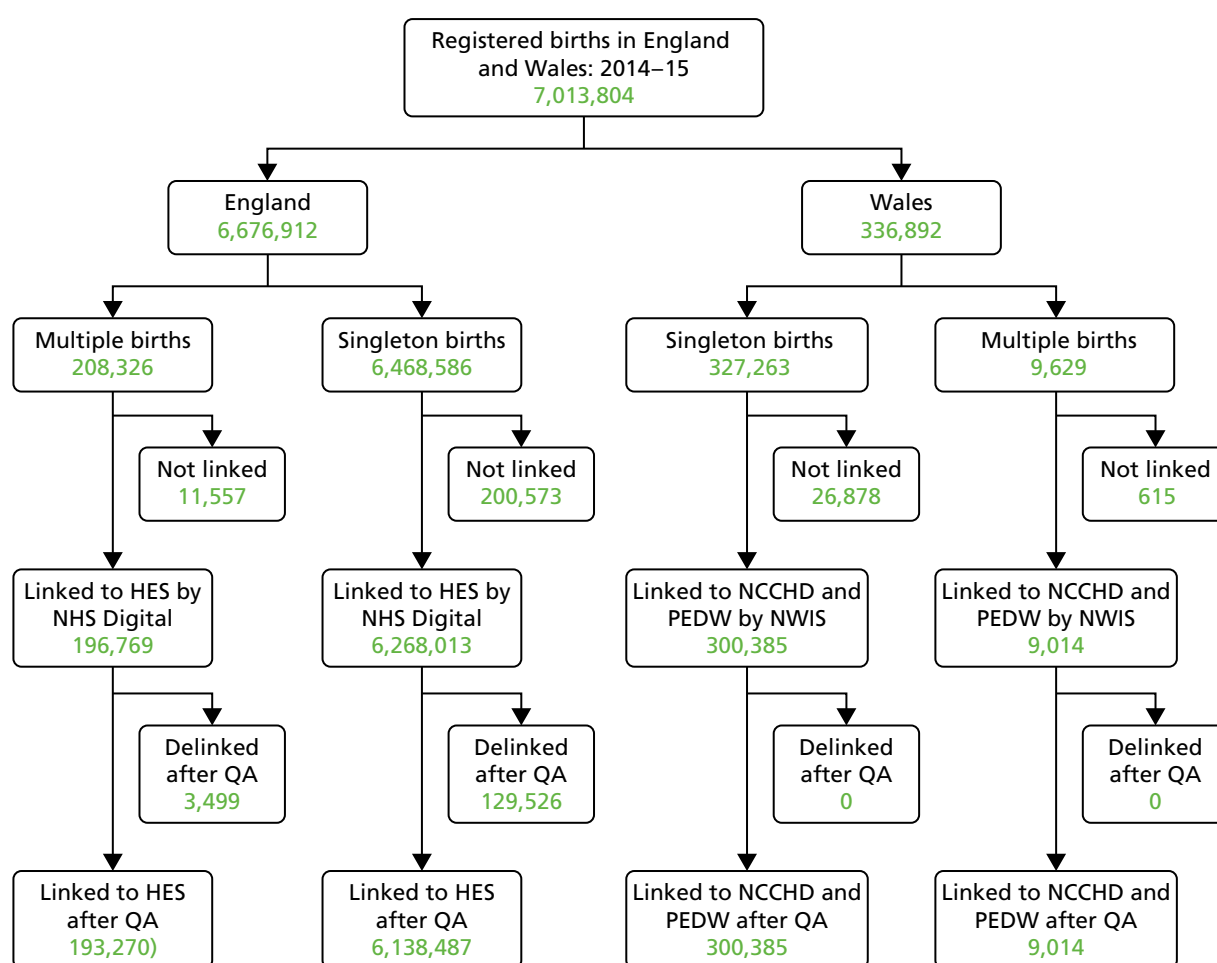 Registered births in England
and Wales: 2014–15
7,013,804
England
6,676,912
Wales
336,892
Multiple births
208,326
Singleton births
6,468,586
Singleton births
327,263
Multiple births
9,629
Not linked
11,557
Not linked
200,573
Not linked
26,878
Not linked
615
Linked to HES by
NHS Digital
196,769
Linked to HES by
NHS Digital
6,268,013
Linked to NCCHD and
PEDW by NWIS
300,385
Linked to NCCHD and
PEDW by NWIS
9,014
Delinked
after QA
3,499
Delinked
after QA
129,526
Delinked
after QA
0
Delinked
after QA
0
Linked to HES
after QA
193,270)
Linked to HES
after QA
6,138,487
Linked to NCCHD and
PEDW after QA
300,385
Linked to NCCHD and
PEDW after QA
9,014